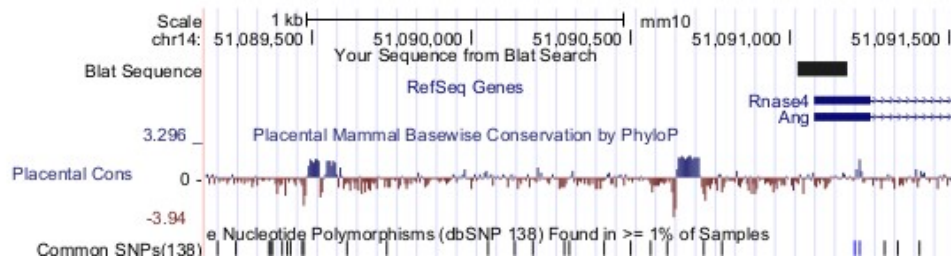 Scale 1 kb mm10
chr14: 51,089,500 51,090,000 51,090,500 51,091,000 51,091,500
Your Sequence from Blat Search
Blat Sequence
RefSeq Genes
Rnase4
Ang
3.296 _ Placental Mammal Basewise Conservation by PhyloP
Placental Cons 0 -
-3.94
e Nucleotide Polymorphisms (dbSNP 138) Found in >= 1% of Samples
Common SNPs(138)